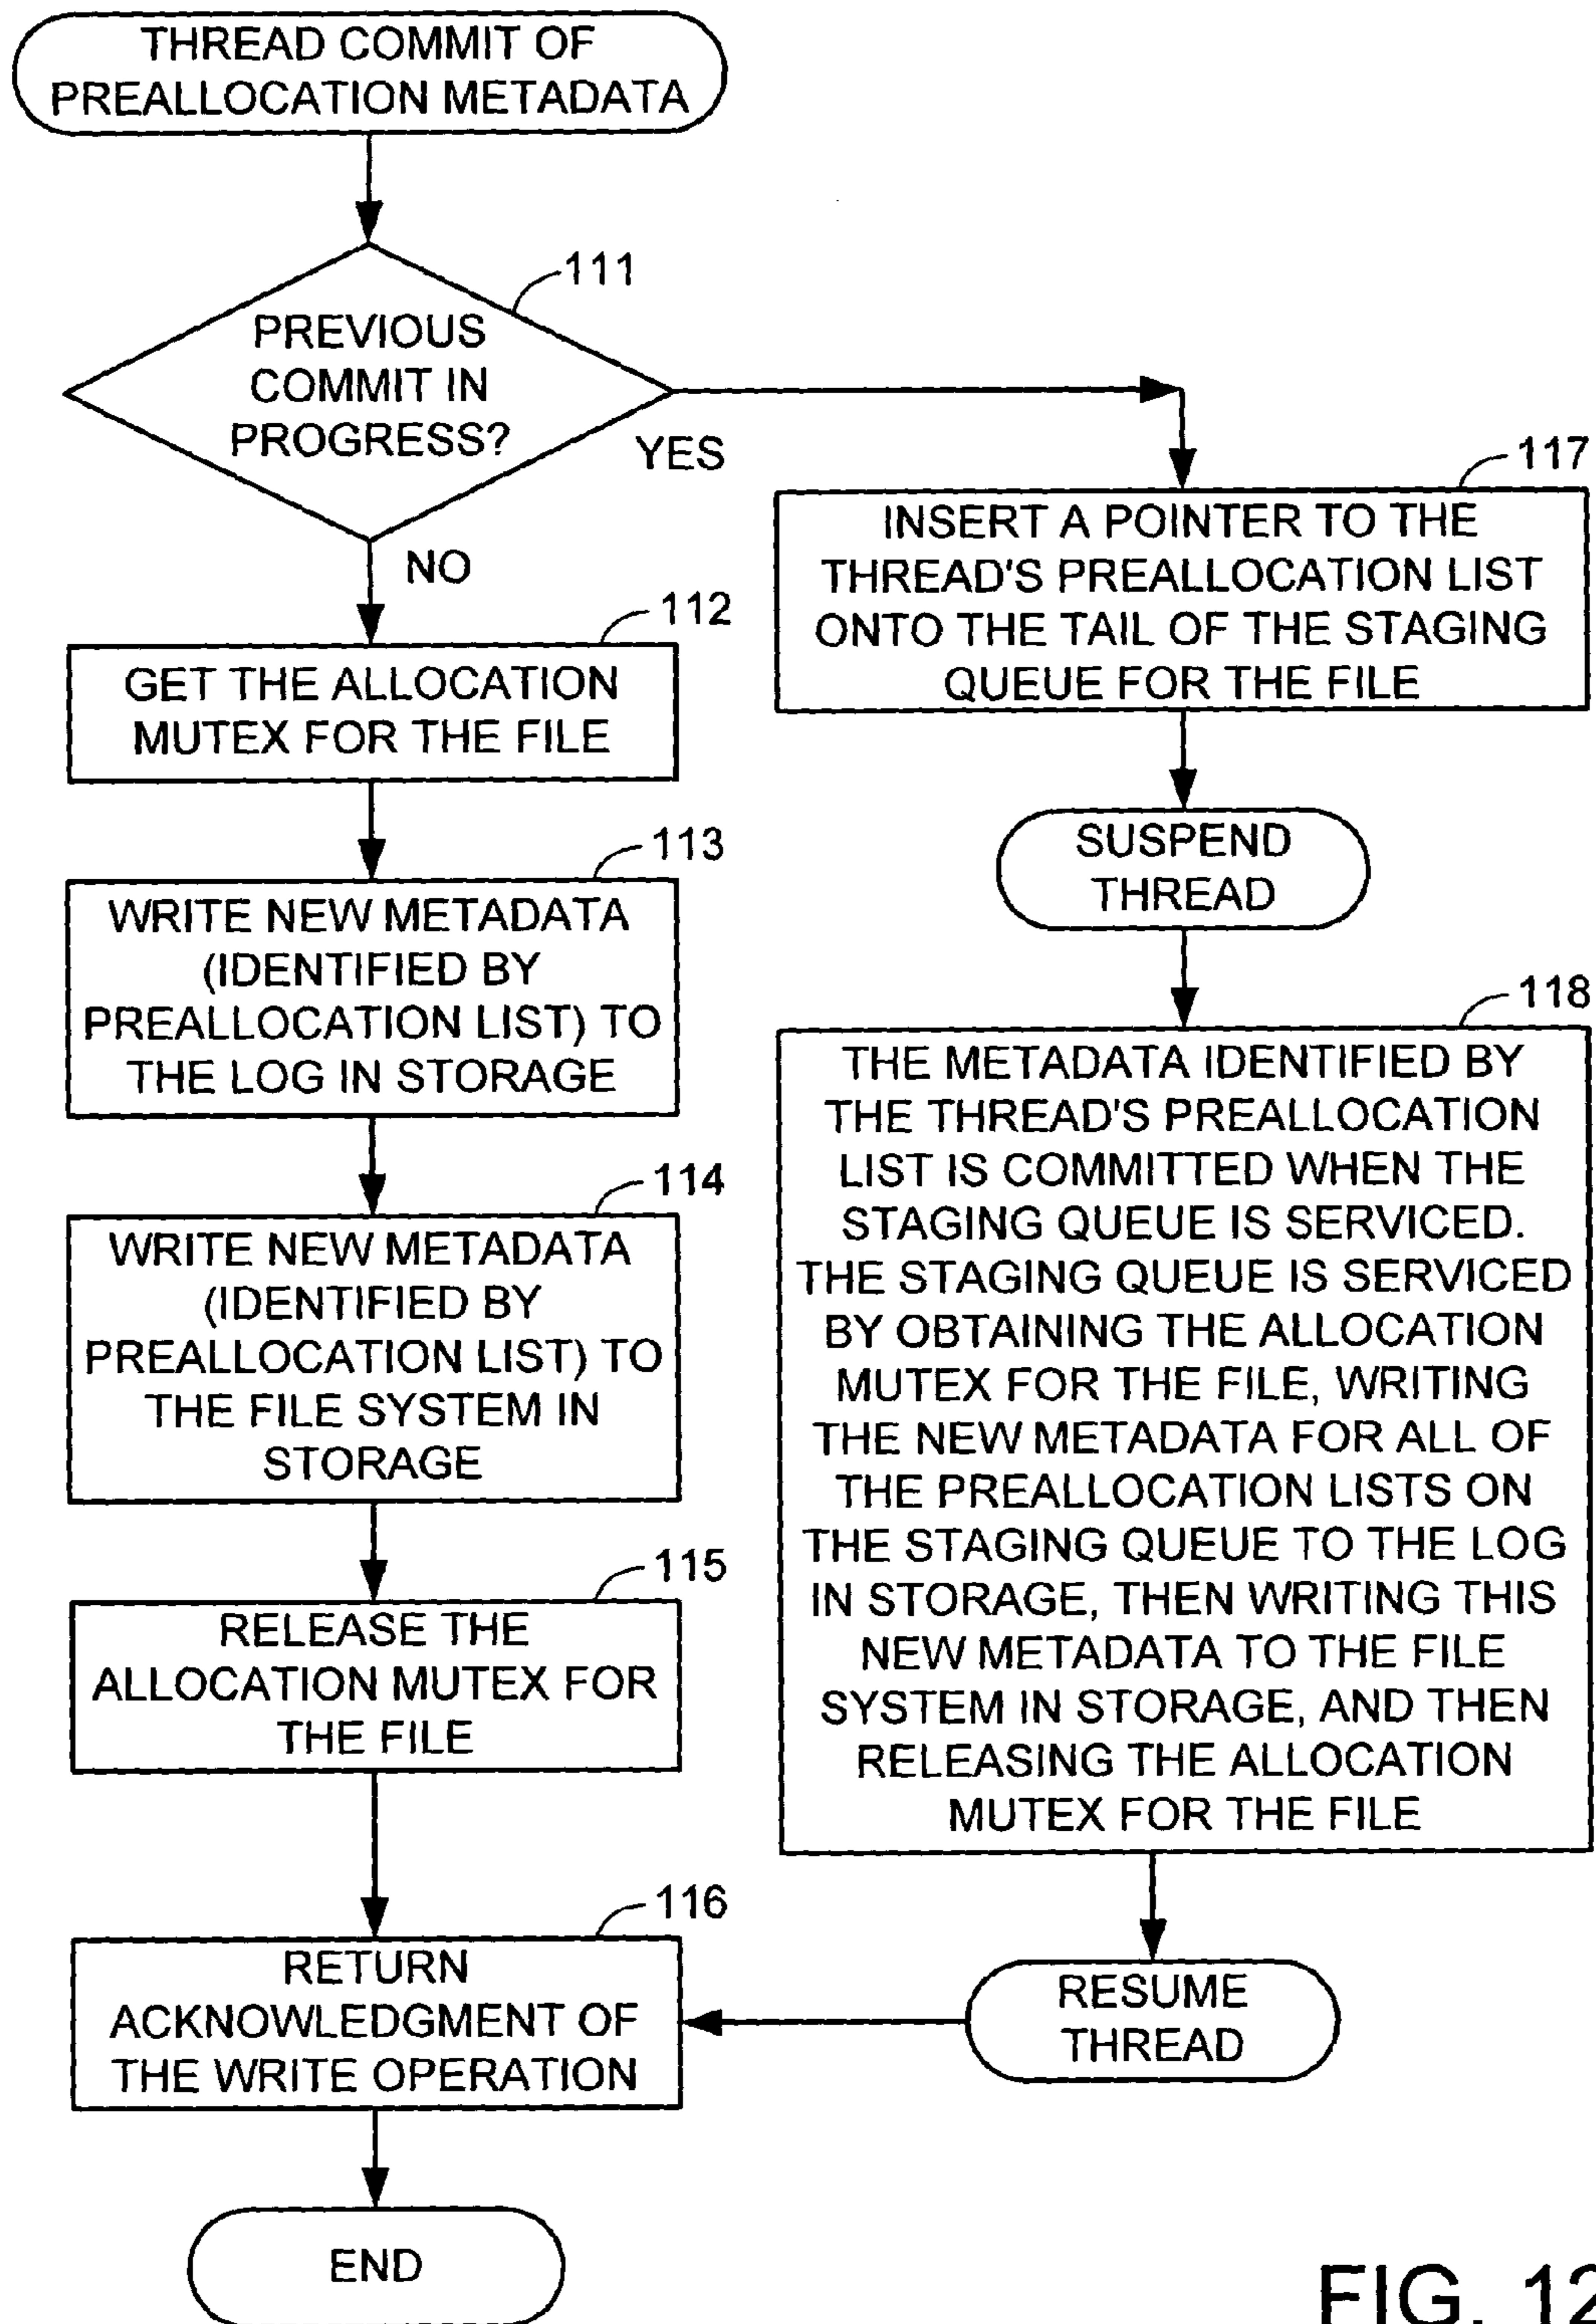 THREAD COMMIT OF
PREALLOCATION METADATA
111
PREVIOUS
COMMIT IN
PROGRESS?
YES
NO
112
GET THE ALLOCATION
MUTEX FOR THE FILE
113
WRITE NEW METADATA
(IDENTIFIED BY
PREALLOCATION LIST) TO
THE LOG IN STORAGE
114
WRITE NEW METADATA
(IDENTIFIED BY
PREALLOCATION LIST) TO
THE FILE SYSTEM IN
STORAGE
115
RELEASE THE
ALLOCATION MUTEX FOR
THE FILE
116
RETURN
ACKNOWLEDGMENT OF
THE WRITE OPERATION
END
117
INSERT A POINTER TO THE
THREAD'S PREALLOCATION LIST
ONTO THE TAIL OF THE STAGING
QUEUE FOR THE FILE
SUSPEND
THREAD
118
THE METADATA IDENTIFIED BY
THE THREAD'S PREALLOCATION
LIST IS COMMITTED WHEN THE
STAGING QUEUE IS SERVICED.
THE STAGING QUEUE IS SERVICED
BY OBTAINING THE ALLOCATION
MUTEX FOR THE FILE, WRITING
THE NEW METADATA FOR ALL OF
THE PREALLOCATION LISTS ON
THE STAGING QUEUE TO THE LOG
IN STORAGE, THEN WRITING THIS
NEW METADATA TO THE FILE
SYSTEM IN STORAGE, AND THEN
RELEASING THE ALLOCATION
MUTEX FOR THE FILE
RESUME
THREAD
FIG. 12